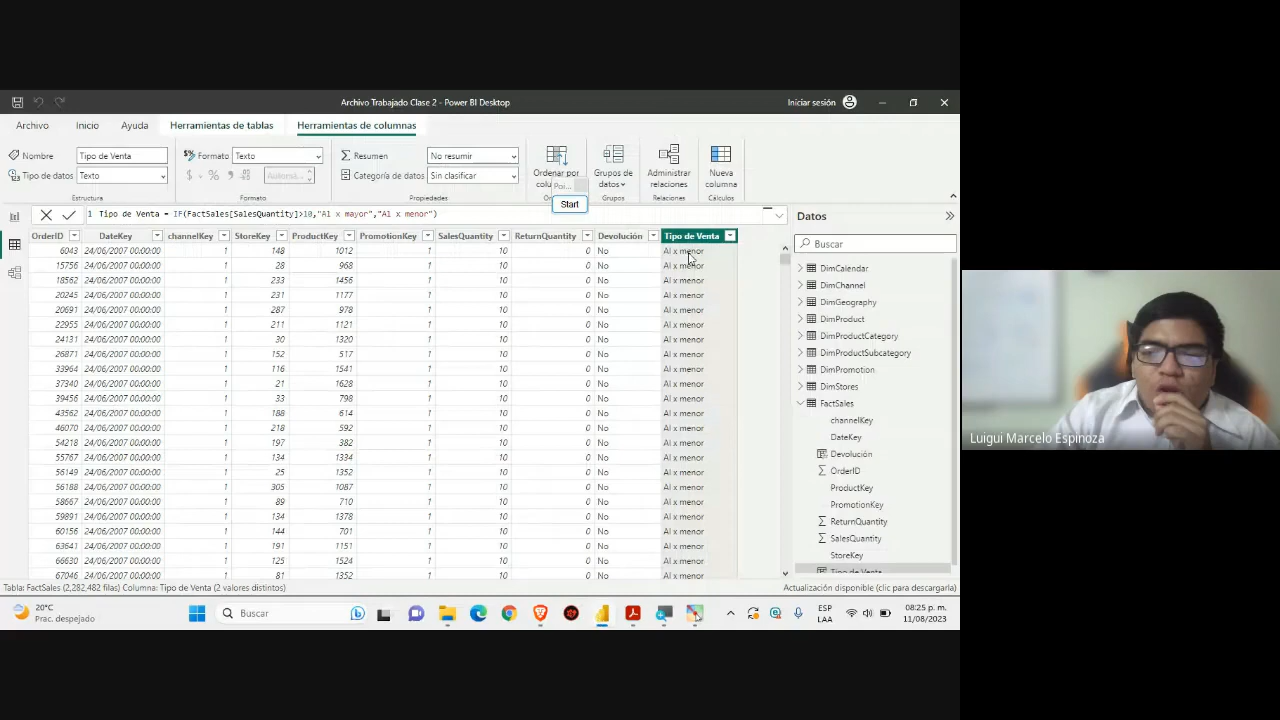 Archivo Trabajado Clase 2 - Power BI Desktop
Iniciar sesión
Archivo Inicio Ayuda Herramientas de tablas Herramientas de columnas
Nombre Tipo de Venta Formato Texto Resumen No resumir
Tipo de datos Texto $ % Categoría de datos Sin clasificar
Ordenar por Grupos de datos Administrar relaciones Nueva columna
Estructura Formato Propiedades Grupos Relaciones Cálculos
Start
1 Tipo de Venta = IF(FactSales[SalesQuantity]>10,"Al x mayor","Al x menor")
OrderID DateKey channelKey StoreKey ProductKey PromotionKey SalesQuantity ReturnQuantity Devolución Tipo de Venta
6043 24/06/2007 00:00:00 1 148 1012 1 10 0 No Al x menor
15756 24/06/2007 00:00:00 1 28 968 1 10 0 No Al x menor
18562 24/06/2007 00:00:00 1 233 1456 1 10 0 No Al x menor
20245 24/06/2007 00:00:00 1 231 1177 1 10 0 No Al x menor
20691 24/06/2007 00:00:00 1 287 978 1 10 0 No Al x menor
22955 24/06/2007 00:00:00 1 211 1121 1 10 0 No Al x menor
24131 24/06/2007 00:00:00 1 30 1320 1 10 0 No Al x menor
26871 24/06/2007 00:00:00 1 152 517 1 10 0 No Al x menor
33964 24/06/2007 00:00:00 1 116 1541 1 10 0 No Al x menor
37340 24/06/2007 00:00:00 1 21 1628 1 10 0 No Al x menor
39456 24/06/2007 00:00:00 1 33 798 1 10 0 No Al x menor
43562 24/06/2007 00:00:00 1 188 614 1 10 0 No Al x menor
46070 24/06/2007 00:00:00 1 218 592 1 10 0 No Al x menor
54218 24/06/2007 00:00:00 1 197 382 1 10 0 No Al x menor
55767 24/06/2007 00:00:00 1 134 1334 1 10 0 No Al x menor
56149 24/06/2007 00:00:00 1 25 1352 1 10 0 No Al x menor
56188 24/06/2007 00:00:00 1 305 1087 1 10 0 No Al x menor
58667 24/06/2007 00:00:00 1 89 710 1 10 0 No Al x menor
59891 24/06/2007 00:00:00 1 134 1378 1 10 0 No Al x menor
60156 24/06/2007 00:00:00 1 144 701 1 10 0 No Al x menor
63641 24/06/2007 00:00:00 1 191 1151 1 10 0 No Al x menor
66630 24/06/2007 00:00:00 1 125 1524 1 10 0 No Al x menor
67046 24/06/2007 00:00:00 1 81 1352 1 10 0 No Al x menor
Datos
Buscar
DimCalendar
DimChannel
DimGeography
DimProduct
DimProductCategory
DimProductSubcategory
DimPromotion
DimStores
FactSales
channelKey
DateKey
Devolución
OrderID
ProductKey
PromotionKey
ReturnQuantity
SalesQuantity
StoreKey
Tipo de Venta
Tabla: FactSales (2,282,482 filas) Columna: Tipo de Venta (2 valores distintos)
Actualización disponible (clic para descargarla)
20°C
Prac. despejado
Buscar
ESP
LAA
08:25 p. m.
11/08/2023
Luigui Marcelo Espinoza